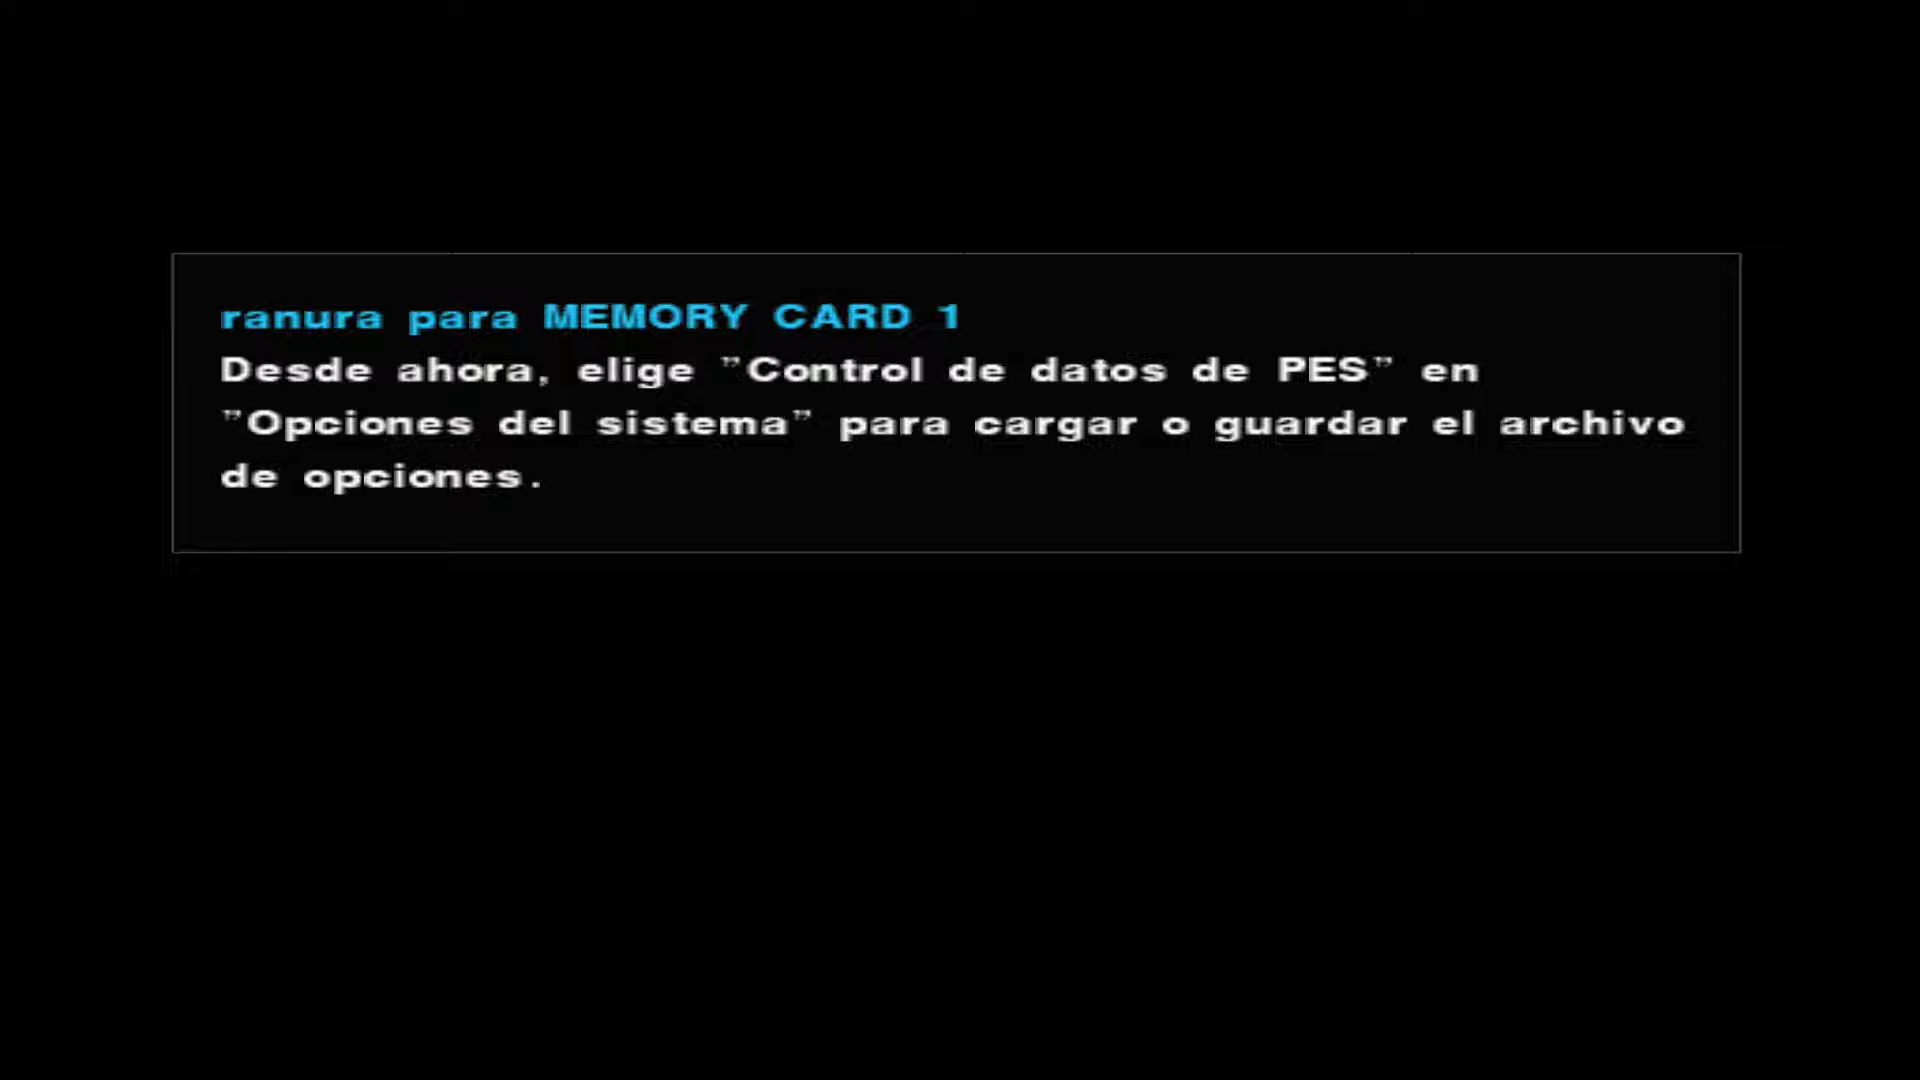 ranura para MEMORY CARD 1
Desde ahora, elige "Control de datos de PES" en
"Opciones del sistema" para cargar o guardar el archivo
de opciones.